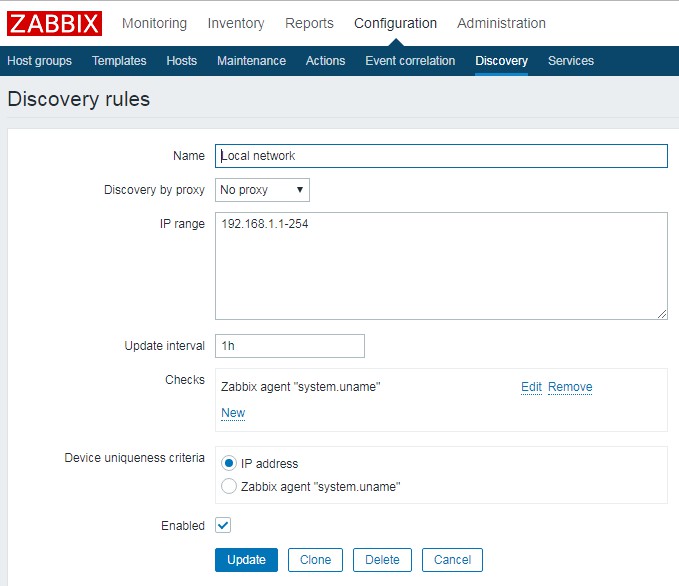 ZABBIX Monitoring Inventory Reports Configuration Administration
Host groups Templates Hosts Maintenance Actions Event correlation Discovery Services
Discovery rules
Name Local network
Discovery by proxy No proxy
IP range 192.168.1.1-254
Update interval 1h
Checks Zabbix agent "system.uname" Edit Remove
New
Device uniqueness criteria IP address
Zabbix agent "system.uname"
Enabled
Update Clone Delete Cancel